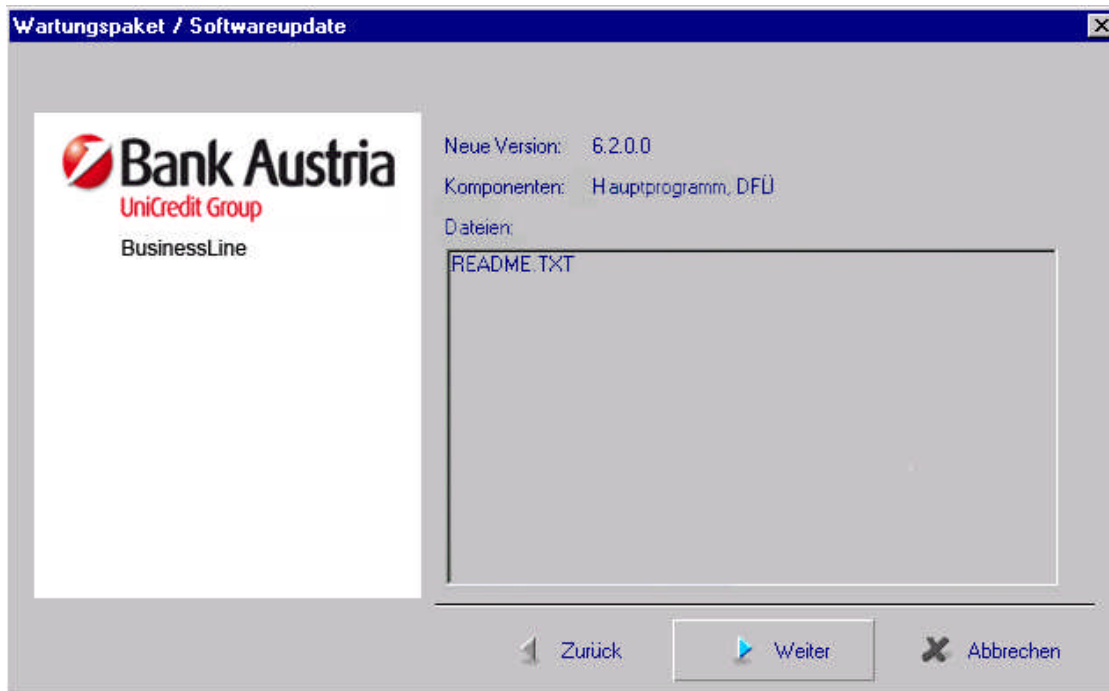 Wartungspaket / Softwareupdate
Bank Austria
UniCredit Group
BusinessLine
Neue Version: 6.2.0.0
Komponenten: Hauptprogramm, DFÜ
Dateien:
README.TXT
Zurück
Weiter
Abbrechen